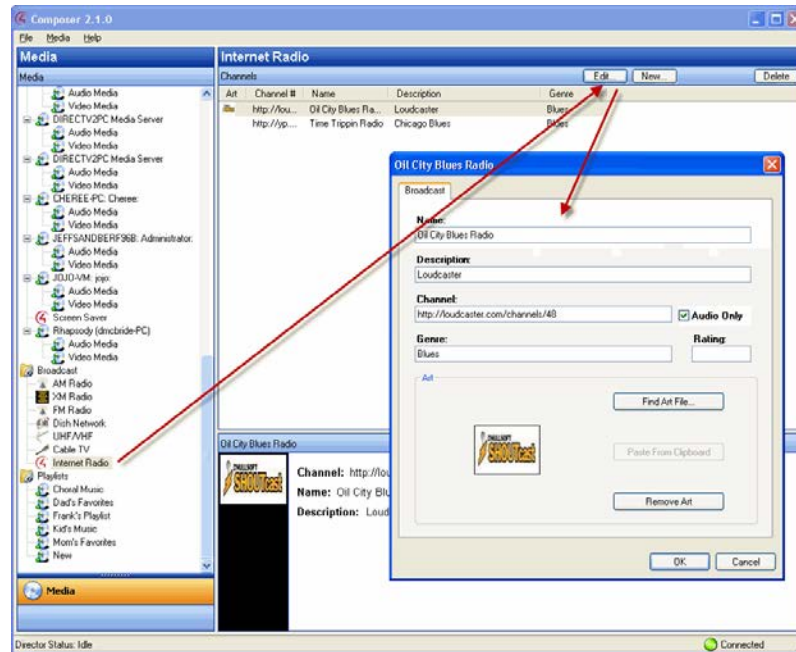 Composer 2.1.0
File Media Help
Media
Internet Radio
Media
Channels
Edit... New... Delete
Art Channel # Name Description Genre
http://lou... Oil City Blues Ra... Loudcaster Blues
http://yp.... Time Trippin Radio Chicago Blues Blues
Audio Media
Video Media
DIRECTV2PC Media Server
Audio Media
Video Media
DIRECTV2PC Media Server
Audio Media
Video Media
CHEREE-PC: Cheree:
Audio Media
Video Media
JEFFSANDBERF96B: Administrator:
Audio Media
Video Media
JOJO-VM: jojo:
Audio Media
Video Media
Screen Saver
Rhapsody (dmcbride-PC)
Audio Media
Video Media
Broadcast
AM Radio
XM Radio
FM Radio
Dish Network
UHF/VHF
Cable TV
Internet Radio
Playlists
Choral Music
Dad's Favorites
Frank's Playlist
Kid's Music
Mom's Favorites
New
Media
Oil City Blues Radio
Broadcast
Name:
Oil City Blues Radio
Description:
Loudcaster
Channel:
http://loudcaster.com/channels/48
Audio Only
Genre:
Rating:
Blues
Art
Find Art File...
NULLSOFT
SHOUTcast
Paste From Clipboard
Remove Art
OK Cancel
Oil City Blues Radio
NULLSOFT
SHOUTcast
Channel: http://lou
Name: Oil City Blu
Description: Loud
Director Status: Idle
Connected